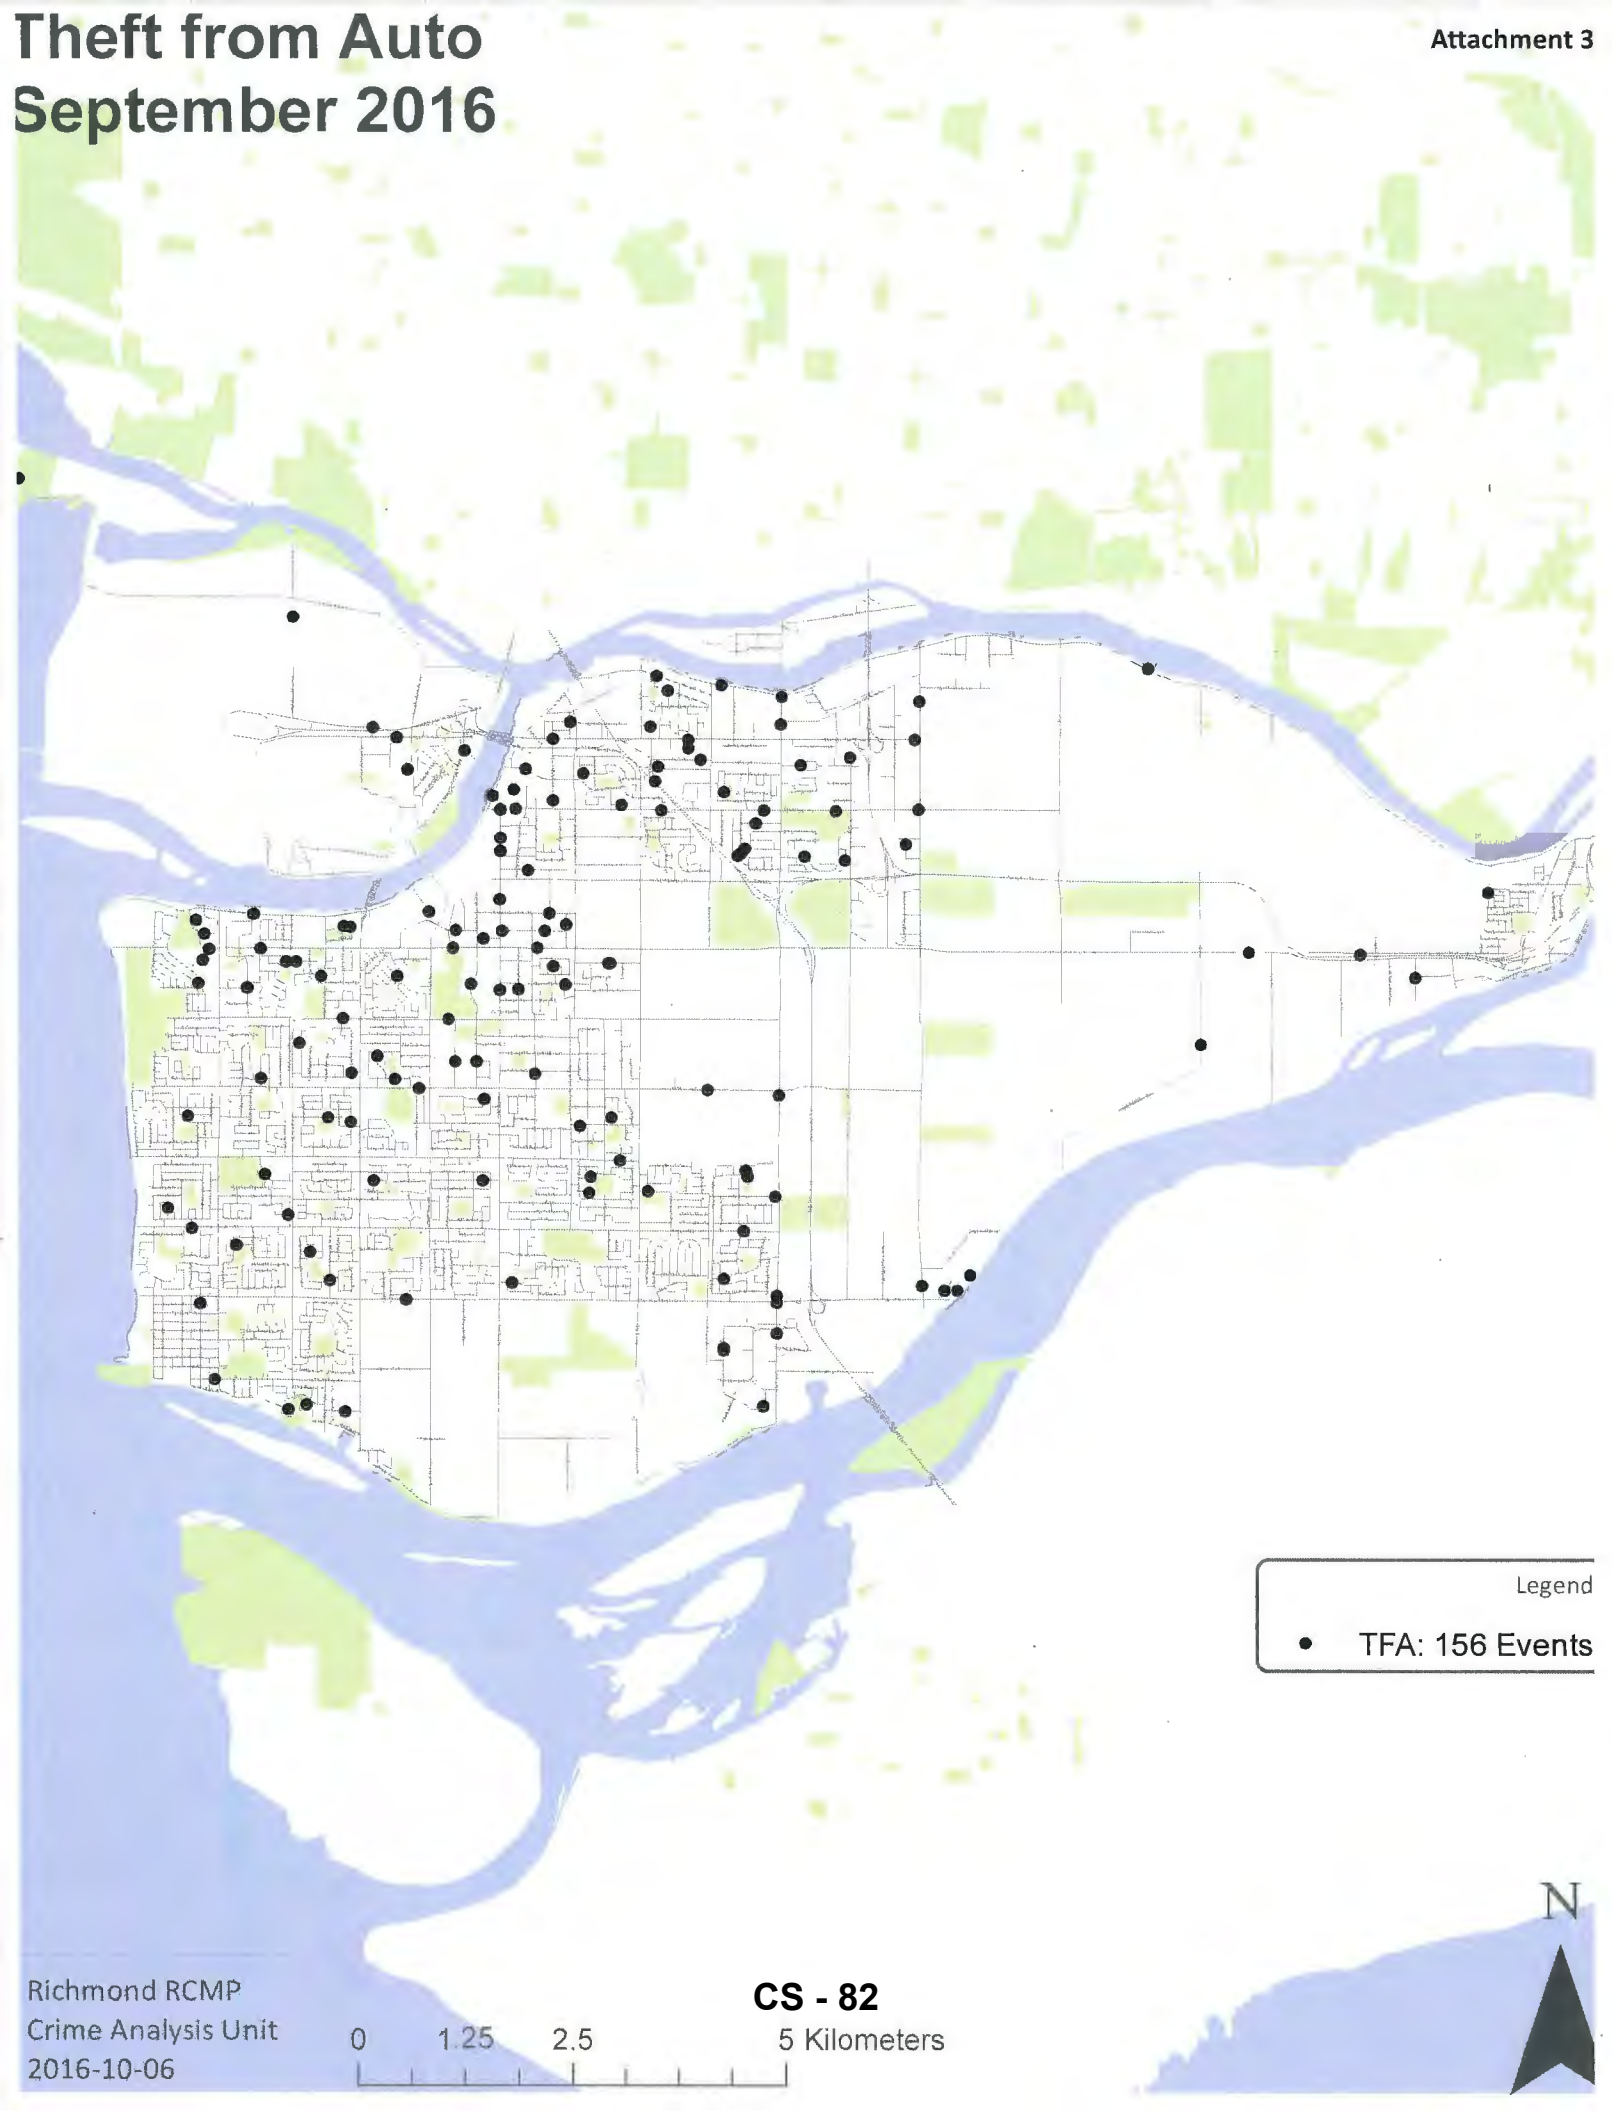 Theft from Auto
September 2016
Attachment 3
Legend
TFA: 156 Events
N
Richmond RCMP
Crime Analysis Unit
2016-10-06
CS - 82
0 1.25 2.5 5 Kilometers